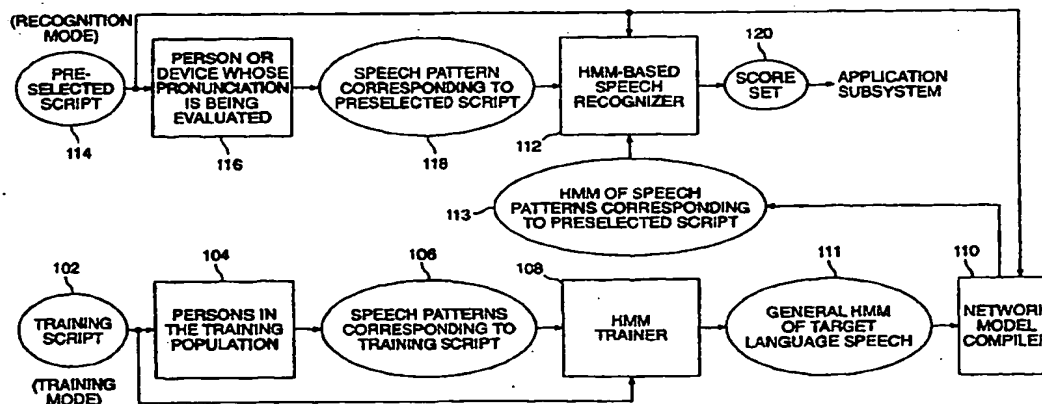 (RECOGNITION
MODE)
PRE-
SELECTED
SCRIPT
114
PERSON OR
DEVICE WHOSE
PRONUNCIATION
IS BEING
EVALUATED
116
SPEECH PATTERN
CORRESPONDING TO
PRESELECTED SCRIPT
118
HMM-BASED
SPEECH
RECOGNIZER
112
120
SCORE
SET
APPLICATION
SUBSYSTEM
113
HMM OF SPEECH
PATTERNS CORRESPONDING
TO PRESELECTED SCRIPT
102
TRAINING
SCRIPT
(TRAINING
MODE)
104
PERSONS IN
THE TRAINING
POPULATION
106
SPEECH PATTERNS
CORRESPONDING TO
TRAINING SCRIPT
108
HMM
TRAINER
111
GENERAL HMM
OF TARGET
LANGUAGE SPEECH
110
NETWORK
MODEL
COMPILER